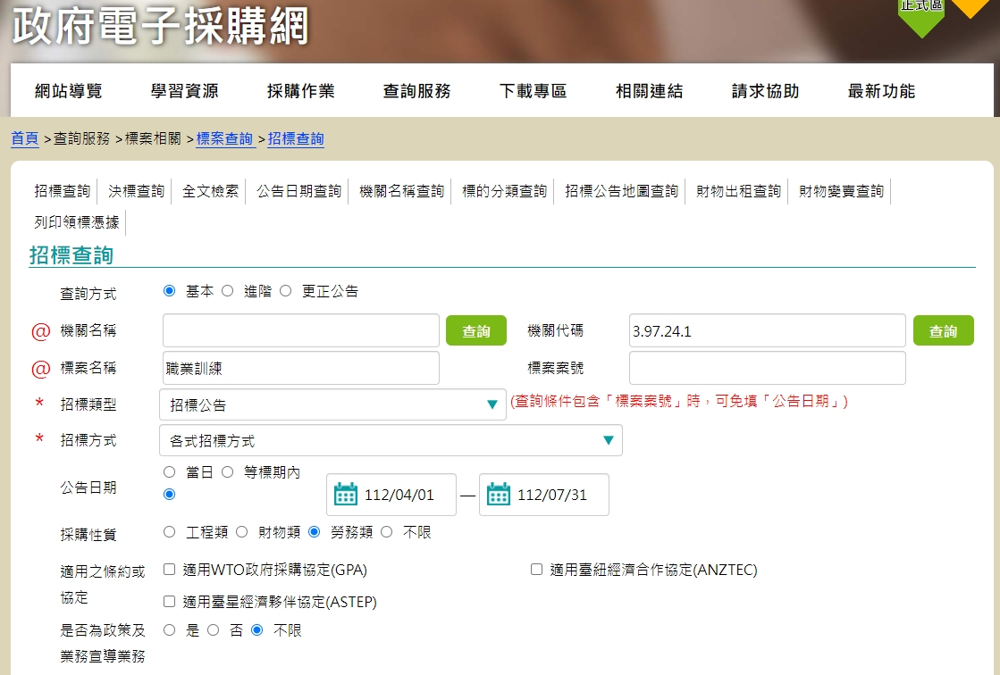 政府電子採購網
正式區
網站導覽 學習資源 採購作業 查詢服務 下載專區 相關連結 請求協助 最新功能
首頁 >查詢服務 >標案相關 >標案查詢 >招標查詢
招標查詢 決標查詢 全文檢索 公告日期查詢 機關名稱查詢 標的分類查詢 招標公告地圖查詢 財物出租查詢 財物變賣查詢
列印領標憑據
招標查詢
查詢方式 基本 進階 更正公告
@ 機關名稱 查詢 機關代碼 3.97.24.1 查詢
@ 標案名稱 職業訓練 標案案號
* 招標類型 招標公告 (查詢條件包含「標案案號」時，可免填「公告日期」)
* 招標方式 各式招標方式
公告日期 當日 等標期內
112/04/01 — 112/07/31
採購性質 工程類 財物類 勞務類 不限
適用之條約或協定 適用WTO政府採購協定(GPA) 適用臺紐經濟合作協定(ANZTEC)
適用臺星經濟夥伴協定(ASTEP)
是否為政策及 是 否 不限
業務宣導業務